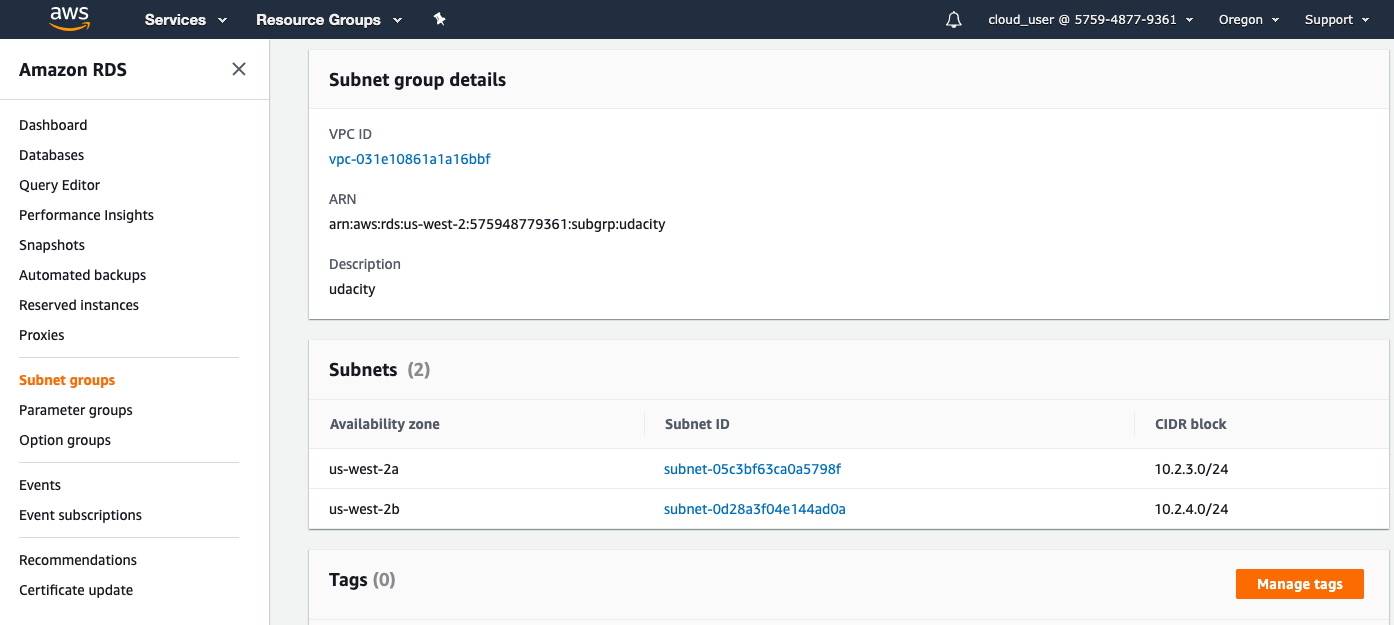 aws Services Resource Groups cloud_user @ 5759-4877-9361 Oregon Support
Amazon RDS
Dashboard
Databases
Query Editor
Performance Insights
Snapshots
Automated backups
Reserved instances
Proxies
Subnet groups
Parameter groups
Option groups
Events
Event subscriptions
Recommendations
Certificate update
Subnet group details
VPC ID
vpc-031e10861a1a16bbf
ARN
arn:aws:rds:us-west-2:575948779361:subgrp:udacity
Description
udacity
Subnets (2)
Availability zone Subnet ID CIDR block
us-west-2a subnet-05c3bf63ca0a5798f 10.2.3.0/24
us-west-2b subnet-0d28a3f04e144ad0a 10.2.4.0/24
Tags (0) Manage tags